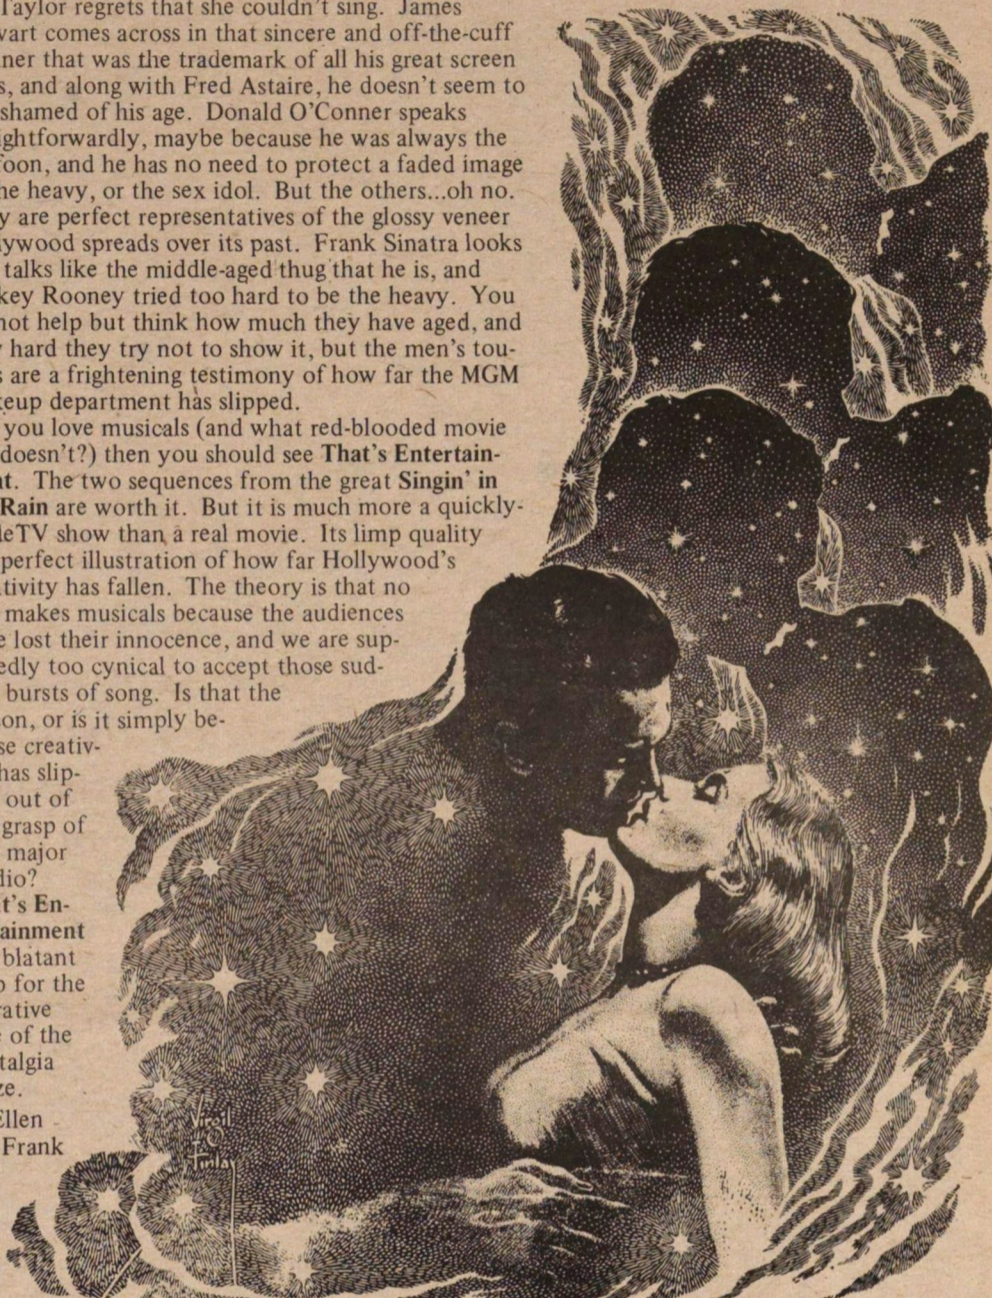 Taylor regrets that she couldn't sing. James
wart comes across in that sincere and off-the-cuff
ner that was the trademark of all his great screen
s, and along with Fred Astaire, he doesn't seem to
shamed of his age. Donald O'Conner speaks
ightforwardly, maybe because he was always the
foon, and he has no need to protect a faded image
he heavy, or the sex idol. But the others...oh no.
y are perfect representatives of the glossy veneer
lywood spreads over its past. Frank Sinatra looks
talks like the middle-aged thug that he is, and
key Rooney tried too hard to be the heavy. You
not help but think how much they have aged, and
hard they try not to show it, but the men's tou-
s are a frightening testimony of how far the MGM
eup department has slipped.
you love musicals (and what red-blooded movie
doesn't?) then you should see That's Entertain-
nt. The two sequences from the great Singin' in
Rain are worth it. But it is much more a quickly-
leTV show than a real movie. Its limp quality
perfect illustration of how far Hollywood's
tivity has fallen. The theory is that no
makes musicals because the audiences
e lost their innocence, and we are sup-
edly too cynical to accept those sud-
bursts of song. Is that the
on, or is it simply be-
se creativ-
has slip-
out of
grasp of
major
dio?
t's En-
ainment
blatant
p for the
rative
e of the
talgia
ze.
Ellen
Frank
Virgil
Finlay